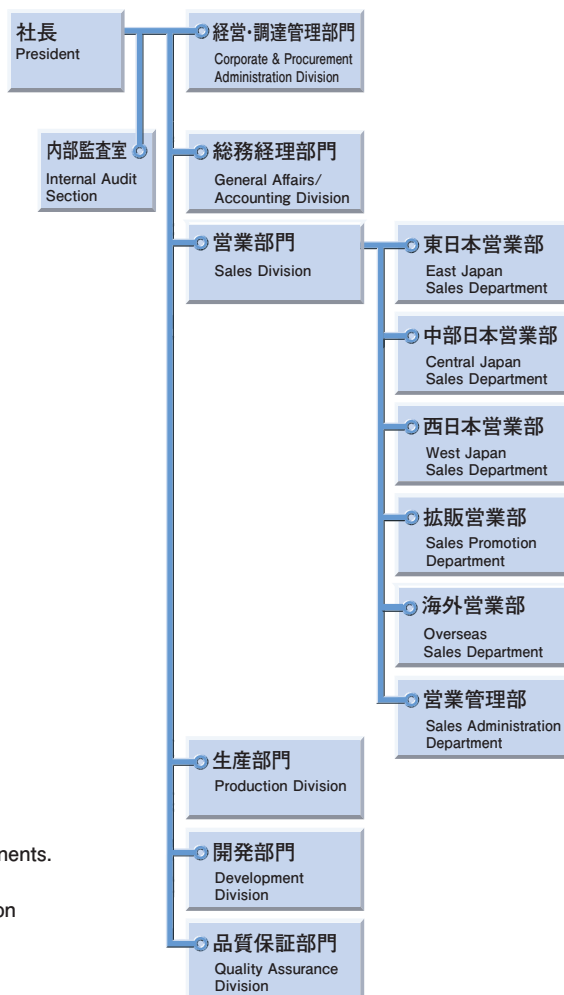 社長
President
内部監査室
Internal Audit
Section
経営・調達管理部門
Corporate & Procurement
Administration Division
総務経理部門
General Affairs/
Accounting Division
営業部門
Sales Division
東日本営業部
East Japan
Sales Department
中部日本営業部
Central Japan
Sales Department
西日本営業部
West Japan
Sales Department
拡販営業部
Sales Promotion
Department
海外営業部
Overseas
Sales Department
営業管理部
Sales Administration
Department
生産部門
Production Division
開発部門
Development
Division
品質保証部門
Quality Assurance
Division
nents.
on